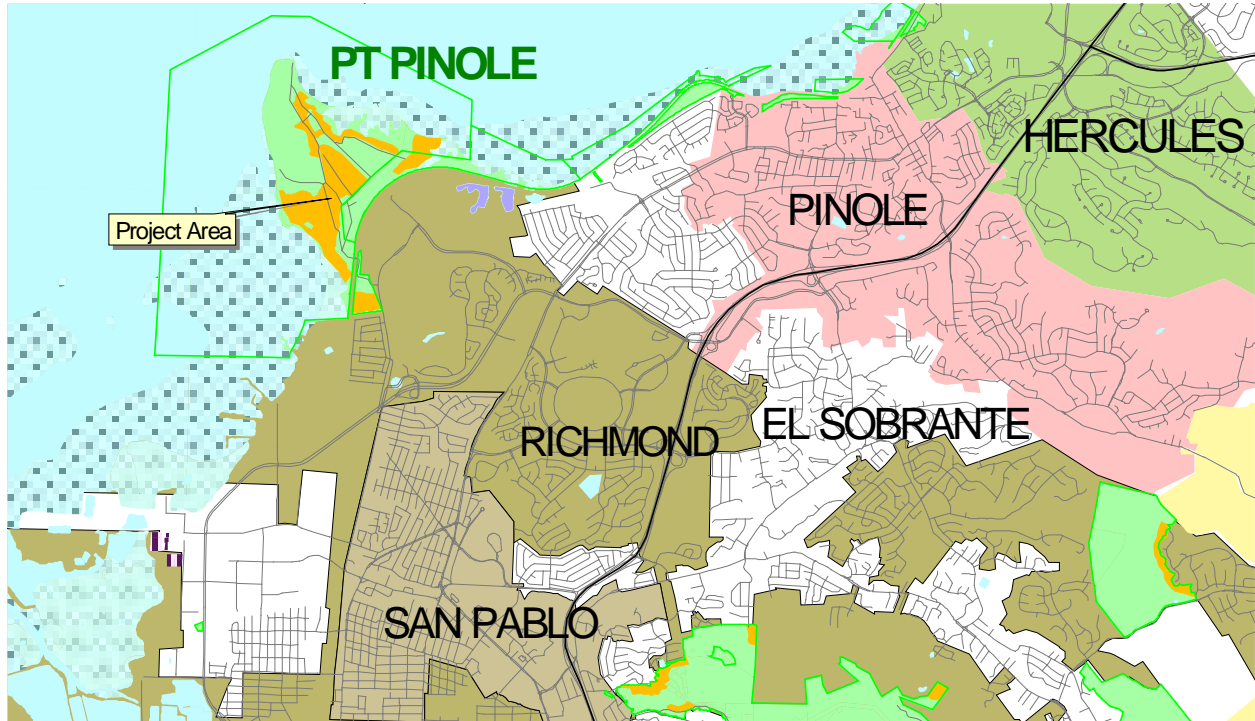 PT PINOLE
HERCULES
PINOLE
Project Area
EL SOBRANTE
RICHMOND
SAN PABLO